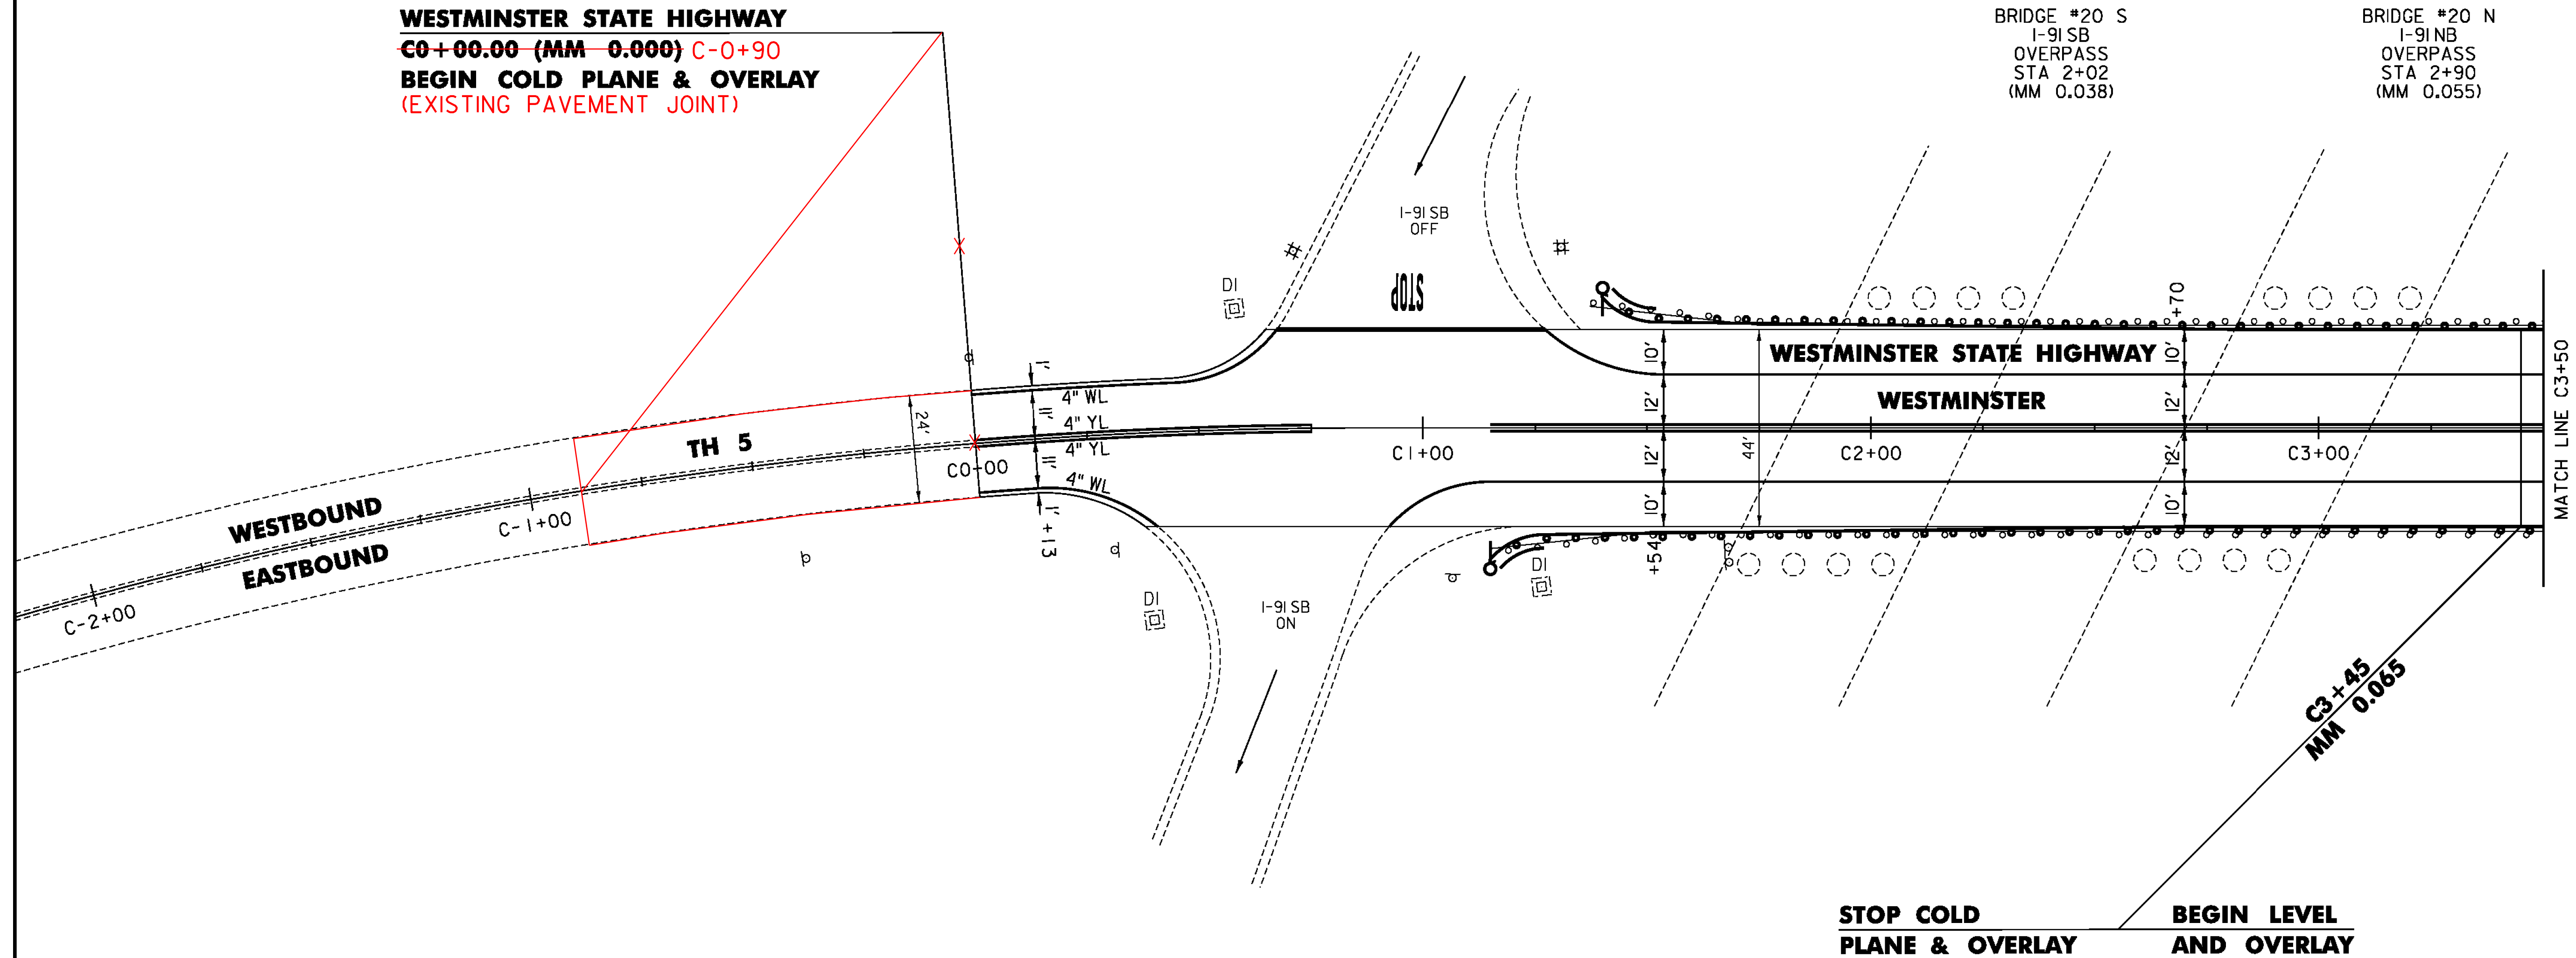 WESTMINSTER STATE HIGHWAY
C0+00.00 (MM 0.000) C-0+90
BEGIN COLD PLANE & OVERLAY
(EXISTING PAVEMENT JOINT)
BRIDGE #20 S
I-91 SB
OVERPASS
STA 2+02
(MM 0.038)
BRIDGE #20 N
I-91 NB
OVERPASS
STA 2+90
(MM 0.055)
I-91 SB
OFF
STOP
DI
+70
10'
WESTMINSTER STATE HIGHWAY
10'
1'
4" WL
11'
4" YL
4" YL
11'
4" WL
1'
+13
24'
TH 5
12'
WESTMINSTER
12'
44'
C0+00
C1+00
C2+00
C3+00
12'
12'
10'
10'
MATCH LINE C3+50
WESTBOUND
EASTBOUND
C-1+00
C-2+00
+54
DI
DI
I-91 SB
ON
C3+45
MM 0.065
STOP COLD
PLANE & OVERLAY
BEGIN LEVEL
AND OVERLAY